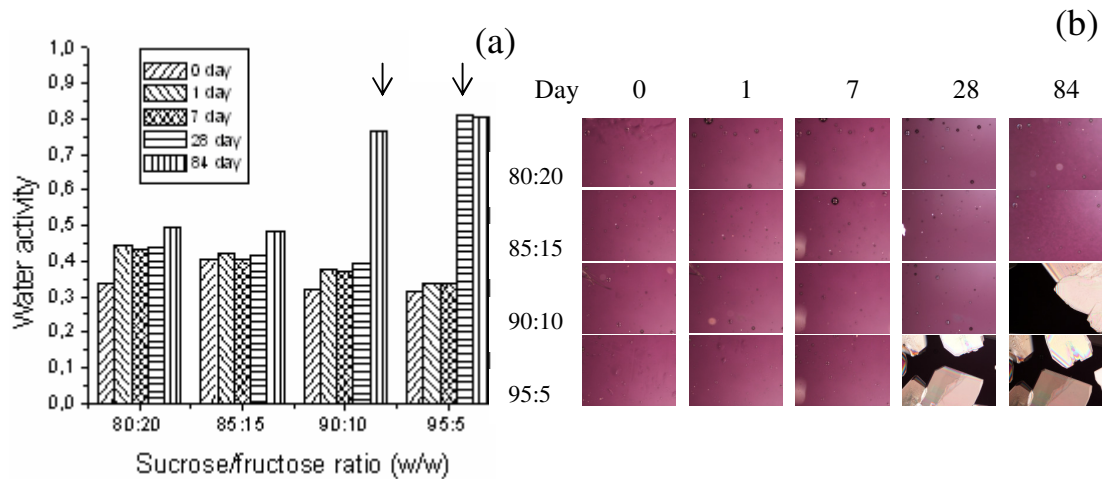 (a)
1,0
0,9
0,8
0,7
0,6
0,5
0,4
0,3
0,2
0,1
0,0
Water activity
0 day
1 day
7 day
28 day
84 day
80:20 85:15 90:10 95:5
Sucrose/fructose ratio (w/w)
(b)
Day 0 1 7 28 84
80:20
85:15
90:10
95:5